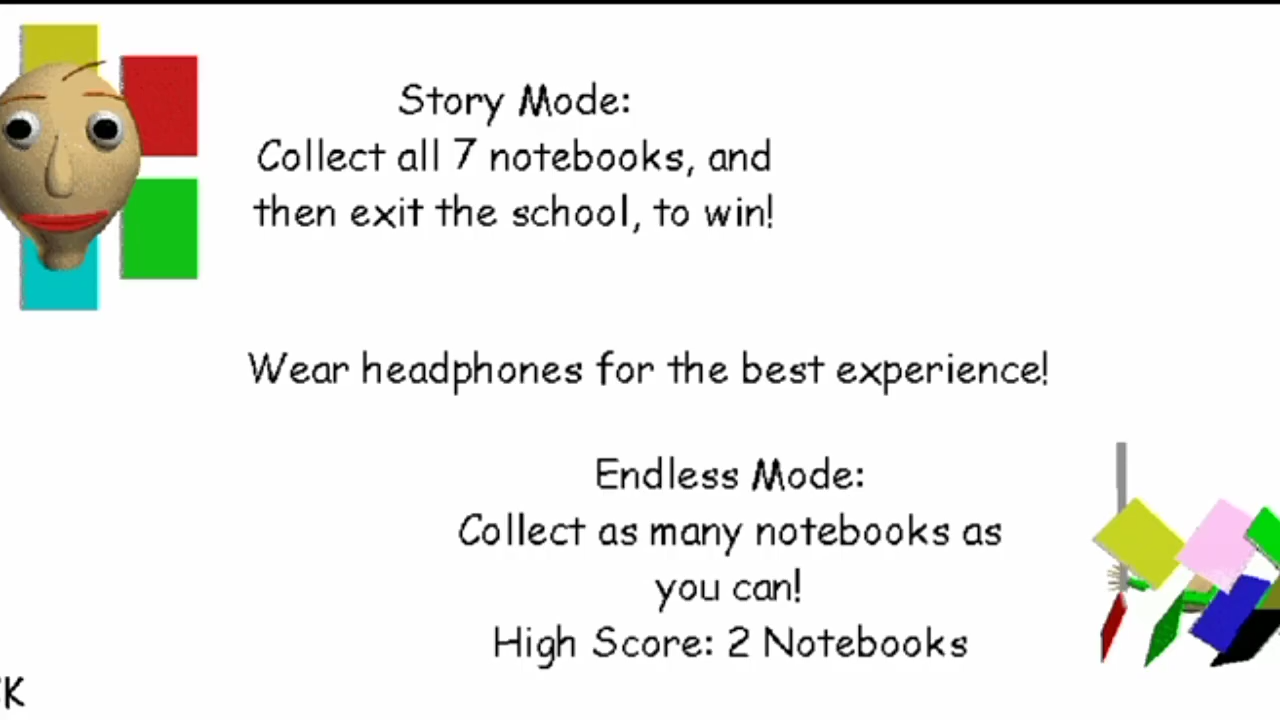 Story Mode:
Collect all 7 notebooks, and
then exit the school, to win!
Wear headphones for the best experience!
Endless Mode:
Collect as many notebooks as
you can!
High Score: 2 Notebooks